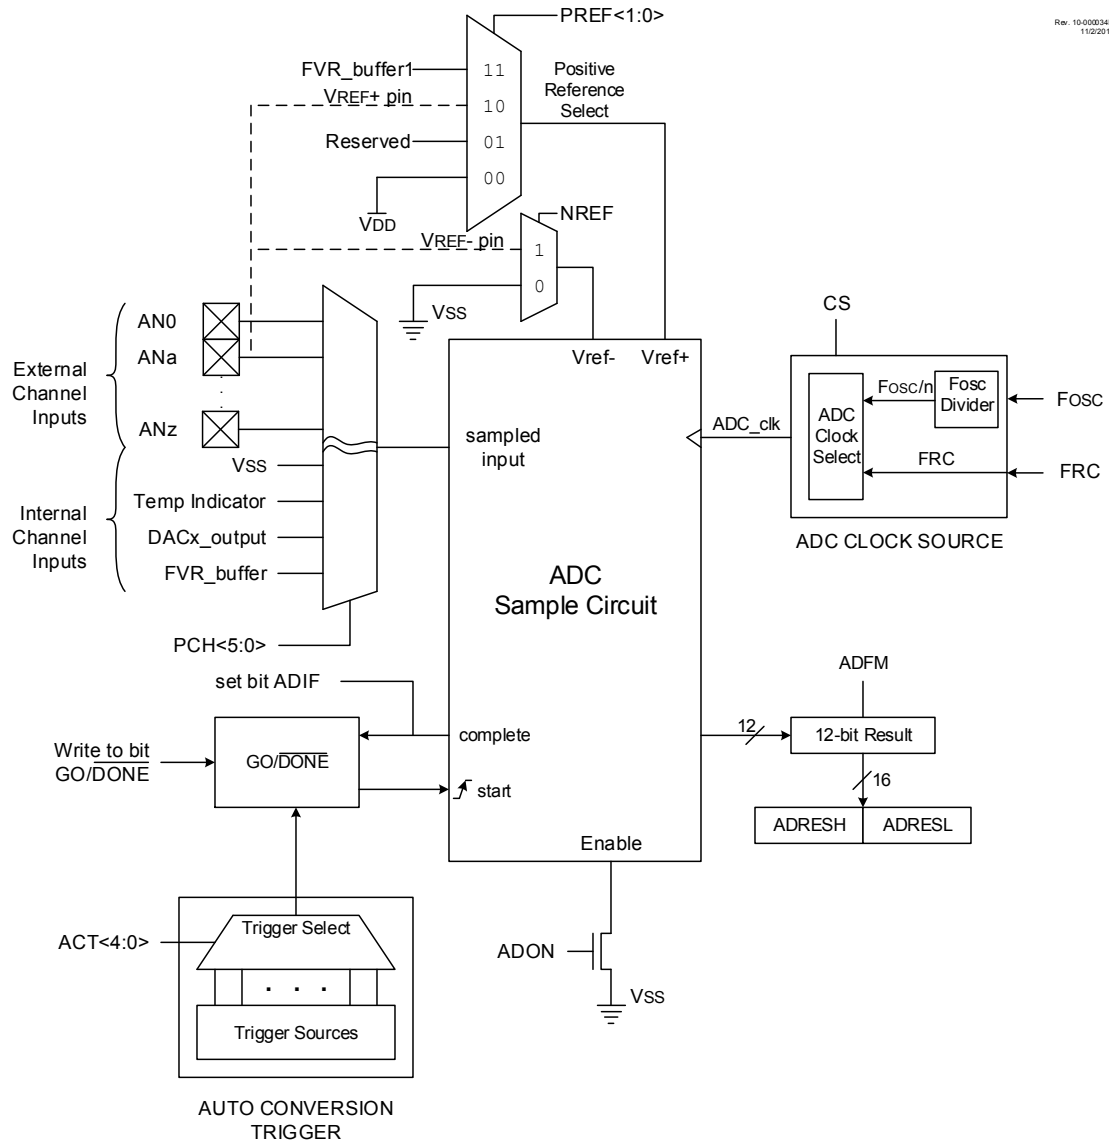 PREF<1:0>
Rev. 10-000034
11/2/201
FVR_buffer1
11
Positive
Reference
Select
VREF+ pin
10
Reserved
01
00
VDD
NREF
VREF- pin
1
0
VSS
External
Channel
Inputs
AN0
ANa
.
.
ANz
Internal
Channel
Inputs
VSS
Temp Indicator
DACx_output
FVR_buffer
PCH<5:0>
Vref-
Vref+
sampled
input
ADC
Sample Circuit
ADC_clk
CS
ADC
Clock
Select
FOSC/n
Fosc
Divider
FOSC
FRC
FRC
ADC CLOCK SOURCE
set bit ADIF
Write to bit
GO/DONE
GO/DONE
complete
start
Enable
ADFM
12
12-bit Result
16
ADRESH
ADRESL
ACT<4:0>
Trigger Select
. . .
Trigger Sources
AUTO CONVERSION
TRIGGER
ADON
VSS